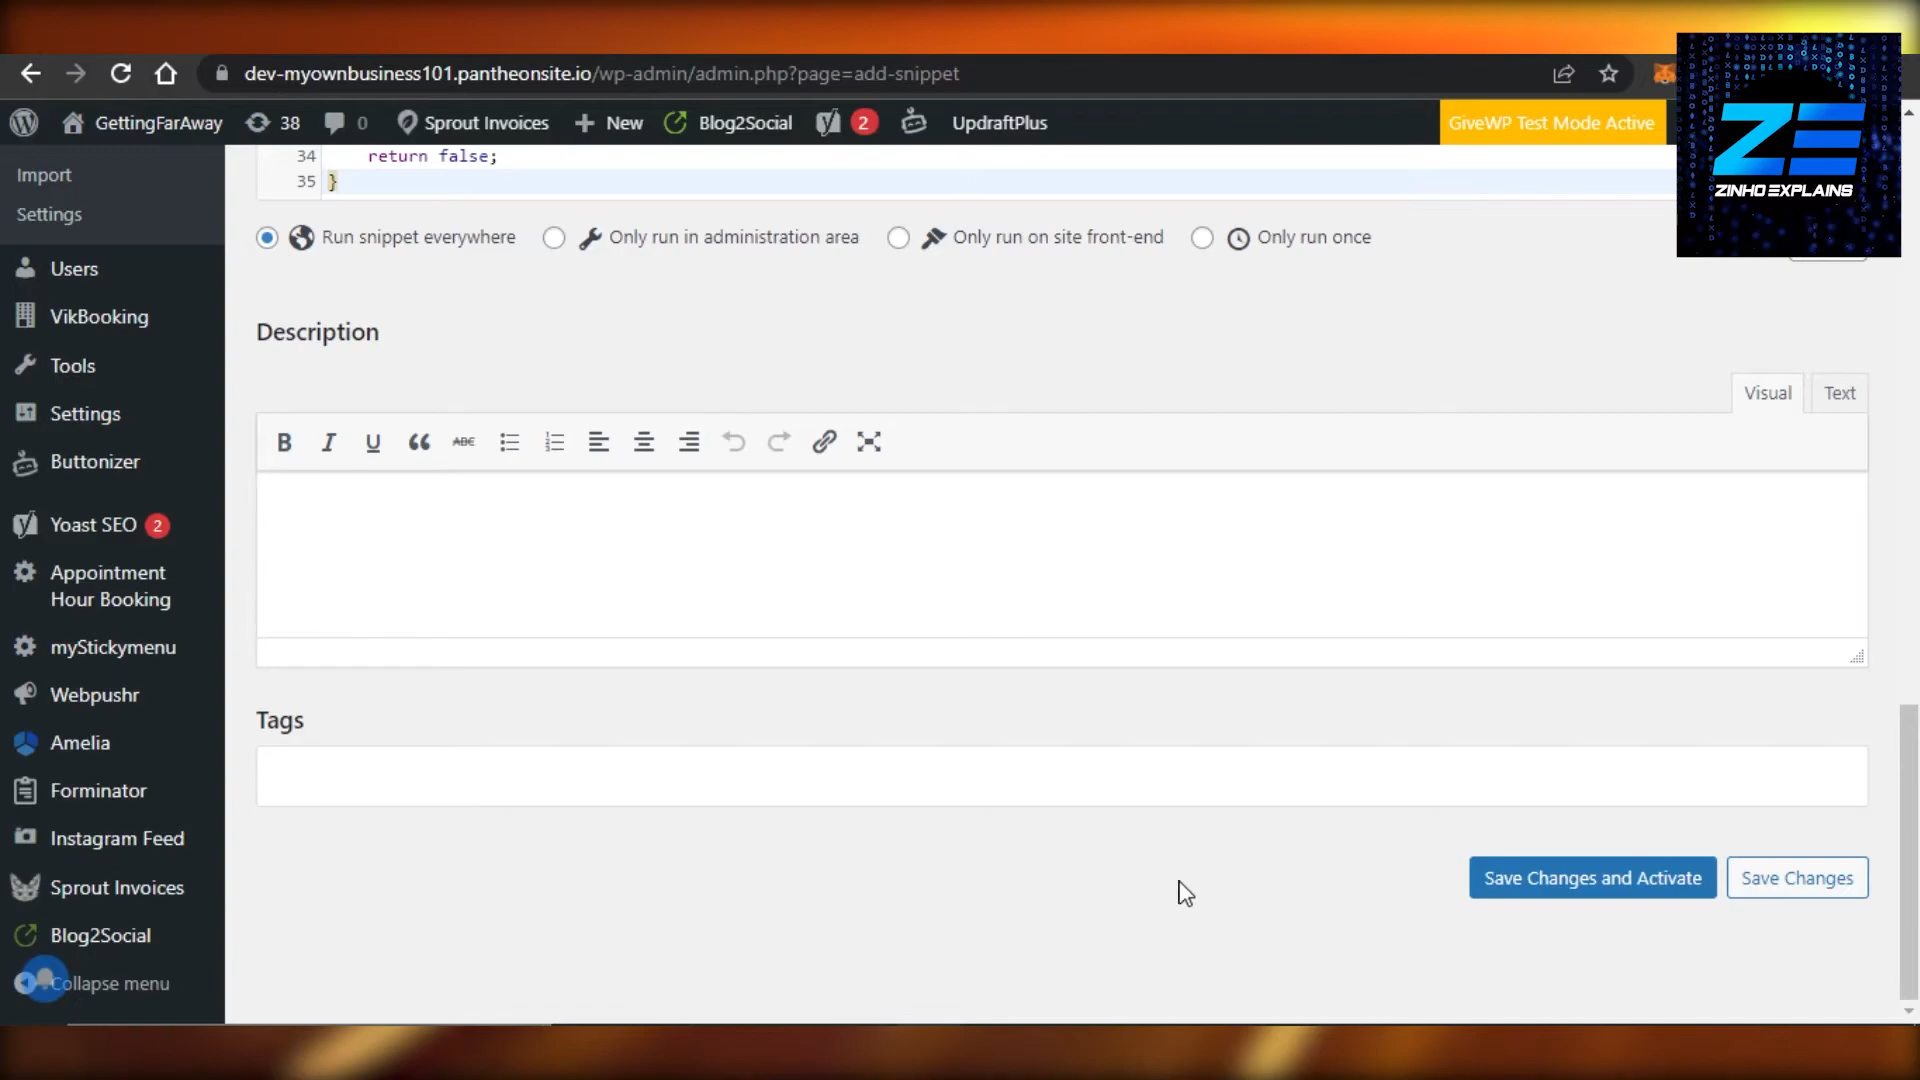 dev-myownbusiness101.pantheonsite.io/wp-admin/admin.php?page=add-snippet
GettingFarAway 38 0 Sprout Invoices New Blog2Social 2 UpdraftPlus GiveWP Test Mode Active
ZE
ZINHO EXPLAINS
Import
Settings
Users
VikBooking
Tools
Settings
Buttonizer
Yoast SEO 2
Appointment
Hour Booking
myStickymenu
Webpushr
Amelia
Forminator
Instagram Feed
Sprout Invoices
Blog2Social
Collapse menu
34 return false;
35 }
Run snippet everywhere Only run in administration area Only run on site front-end Only run once
Description
Visual Text
B I U ABC
Tags
Save Changes and Activate Save Changes